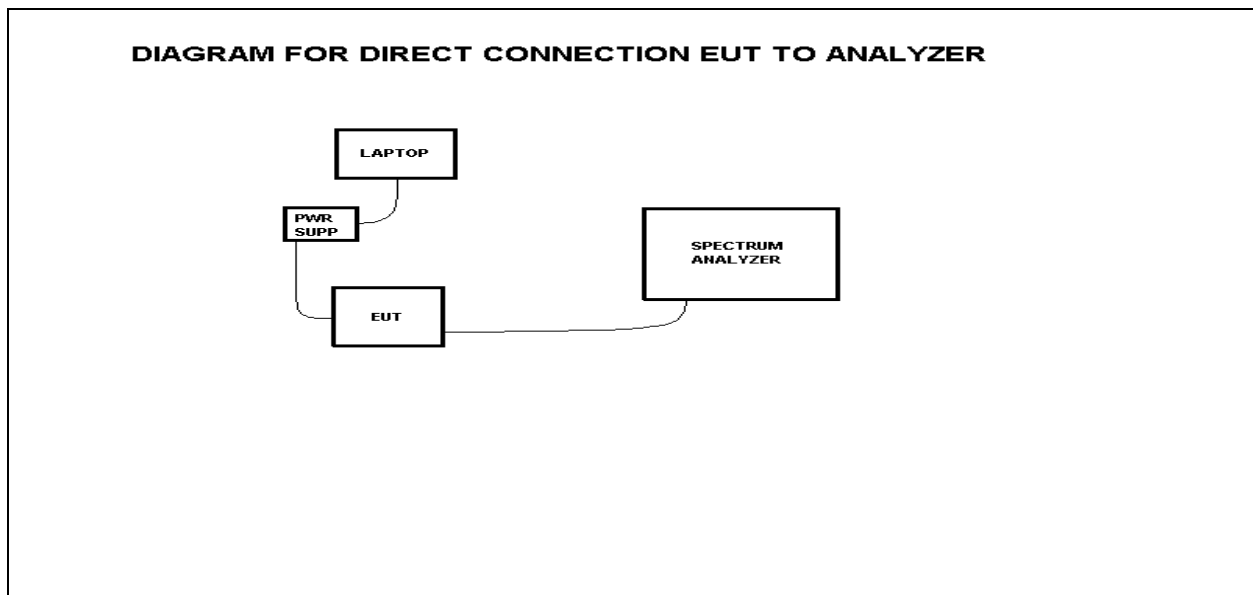 DIAGRAM FOR DIRECT CONNECTION EUT TO ANALYZER
LAPTOP
PWR
SUPP
SPECTRUM
ANALYZER
EUT